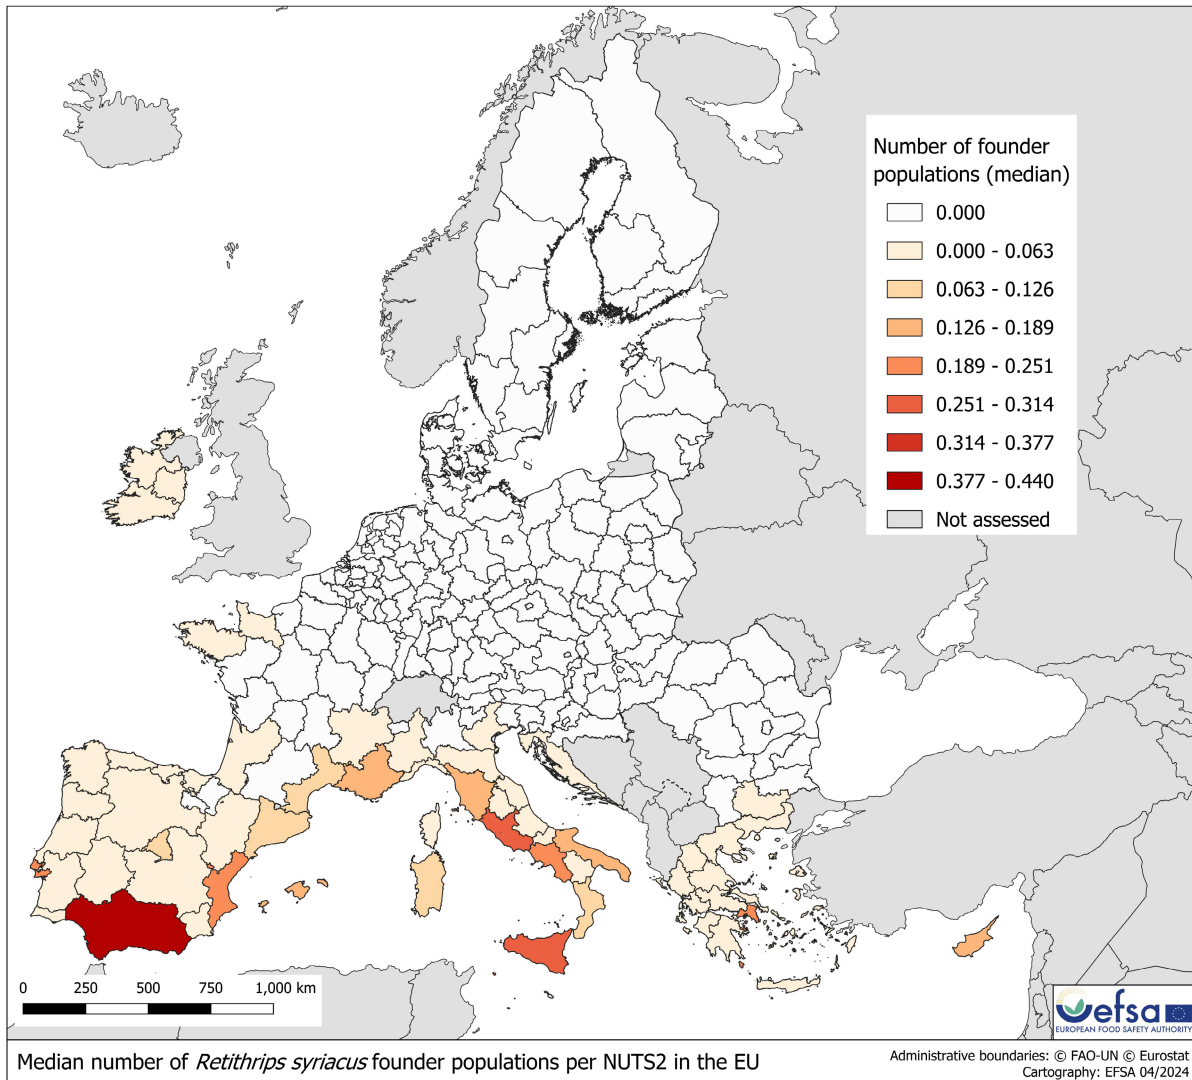 Number of founder
populations (median)
0.000
0.000 - 0.063
0.063 - 0.126
0.126 - 0.189
0.189 - 0.251
0.251 - 0.314
0.314 - 0.377
0.377 - 0.440
Not assessed
0 250 500 750 1,000 km
efsa
EUROPEAN FOOD SAFETY AUTHORITY
Median number of Retithrips syriacus founder populations per NUTS2 in the EU
Administrative boundaries: © FAO-UN © Eurostat
Cartography: EFSA 04/2024